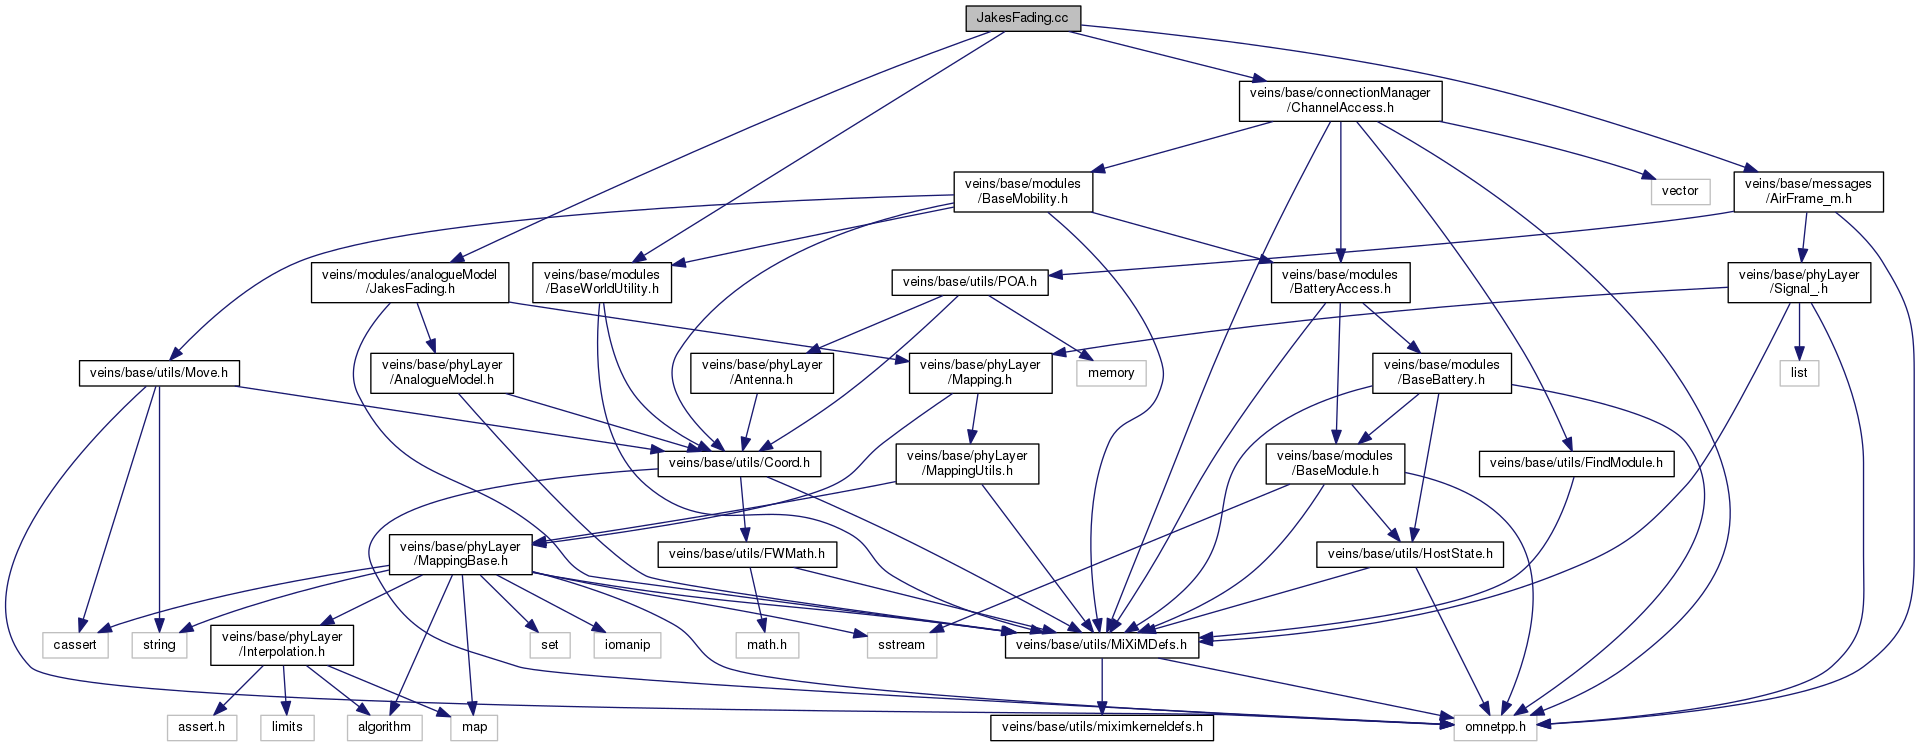 JakesFading.cc
veins/base/connectionManager
/ChannelAccess.h
veins/base/modules
/BaseMobility.h
vector
veins/base/messages
/AirFrame_m.h
veins/modules/analogueModel
/JakesFading.h
veins/base/modules
/BaseWorldUtility.h
veins/base/utils/POA.h
veins/base/modules
/BatteryAccess.h
veins/base/phyLayer
/Signal_.h
veins/base/utils/Move.h
veins/base/phyLayer
/AnalogueModel.h
veins/base/phyLayer
/Antenna.h
veins/base/phyLayer
/Mapping.h
memory
veins/base/modules
/BaseBattery.h
list
veins/base/utils/Coord.h
veins/base/phyLayer
/MappingUtils.h
veins/base/modules
/BaseModule.h
veins/base/utils/FindModule.h
veins/base/phyLayer
/MappingBase.h
veins/base/utils/FWMath.h
veins/base/utils/HostState.h
cassert
string
veins/base/phyLayer
/Interpolation.h
set
iomanip
math.h
sstream
veins/base/utils/MiXiMDefs.h
assert.h
limits
algorithm
map
veins/base/utils/miximkerneldefs.h
omnetpp.h